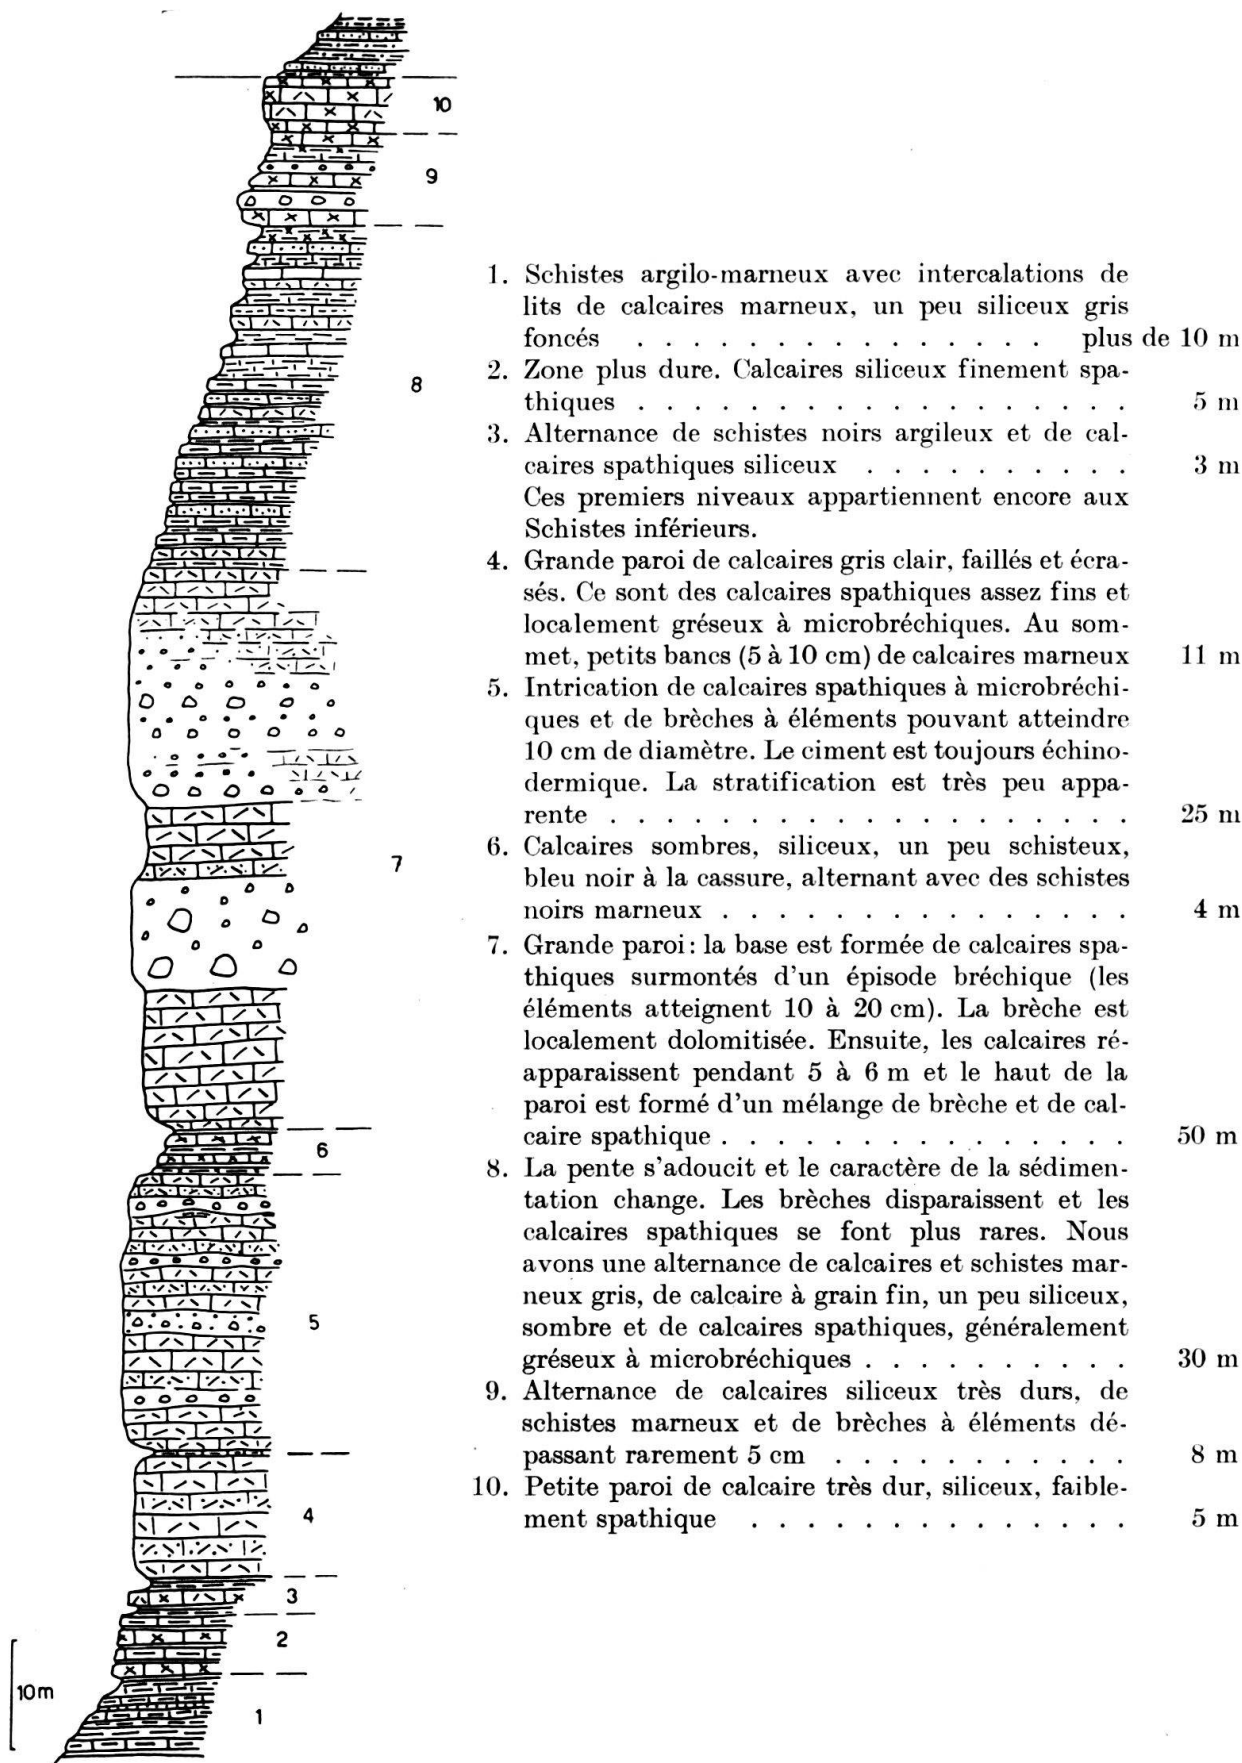 10
9
8
7
6
5
4
3
2
1
10m
1. Schistes argilo-marneux avec intercalations de
lits de calcaires marneux, un peu siliceux gris
foncés . . . . . . . . . . . . . . . plus de 10 m
2. Zone plus dure. Calcaires siliceux finement spa-
thiques . . . . . . . . . . . . . . . . . . 5 m
3. Alternance de schistes noirs argileux et de cal-
caires spathiques siliceux . . . . . . . . . . 3 m
Ces premiers niveaux appartiennent encore aux
Schistes inférieurs.
4. Grande paroi de calcaires gris clair, faillés et écra-
sés. Ce sont des calcaires spathiques assez fins et
localement gréseux à microbréchiques. Au som-
met, petits bancs (5 à 10 cm) de calcaires marneux 11 m
5. Intrication de calcaires spathiques à microbréchi-
ques et de brèches à éléments pouvant atteindre
10 cm de diamètre. Le ciment est toujours échino-
dermique. La stratification est très peu appa-
rente . . . . . . . . . . . . . . . . . . . 25 m
6. Calcaires sombres, siliceux, un peu schisteux,
bleu noir à la cassure, alternant avec des schistes
noirs marneux . . . . . . . . . . . . . . . 4 m
7. Grande paroi: la base est formée de calcaires spa-
thiques surmontés d'un épisode bréchique (les
éléments atteignent 10 à 20 cm). La brèche est
localement dolomitisée. Ensuite, les calcaires ré-
apparaissent pendant 5 à 6 m et le haut de la
paroi est formé d'un mélange de brèche et de cal-
caire spathique . . . . . . . . . . . . . . . 50 m
8. La pente s'adoucit et le caractère de la sédimen-
tation change. Les brèches disparaissent et les
calcaires spathiques se font plus rares. Nous
avons une alternance de calcaires et schistes mar-
neux gris, de calcaire à grain fin, un peu siliceux,
sombre et de calcaires spathiques, généralement
gréseux à microbréchiques . . . . . . . . . . 30 m
9. Alternance de calcaires siliceux très durs, de
schistes marneux et de brèches à éléments dé-
passant rarement 5 cm . . . . . . . . . . . 8 m
10. Petite paroi de calcaire très dur, siliceux, faible-
ment spathique . . . . . . . . . . . . . . 5 m